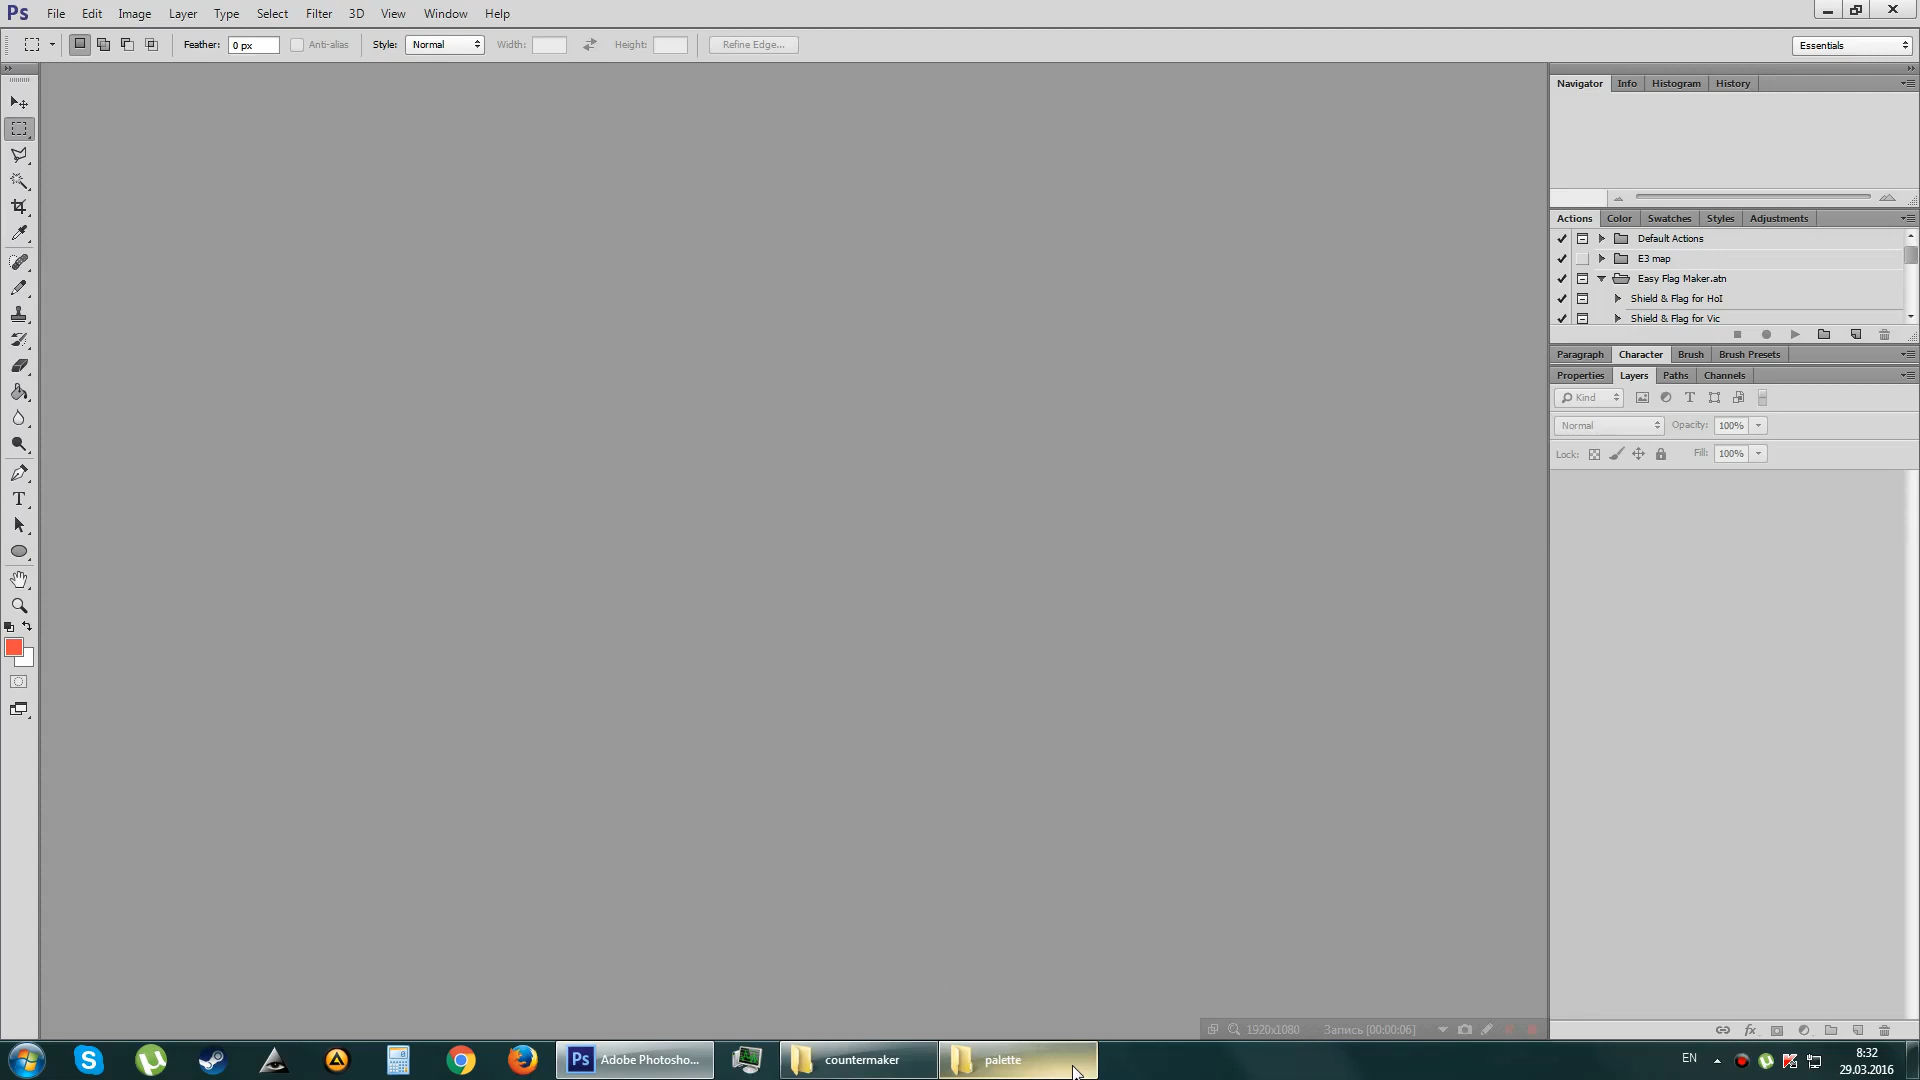 Ps File Edit Image Layer Type Select Filter 3D View Window Help
Feather: 0 px Anti-alias Style: Normal Width: Height: Refine Edge... Essentials
Navigator Info Histogram History
Actions Color Swatches Styles Adjustments
Default Actions
E3 map
Easy Flag Maker.atn
Shield & Flag for HoI
Shield & Flag for Vic
Paragraph Character Brush Brush Presets
Properties Layers Paths Channels
Kind
Normal Opacity: 100%
Lock: Fill: 100%
1920x1080 Запись [00:00:06]
Ps Adobe Photosho... countermaker palette EN 8:32
29.03.2016